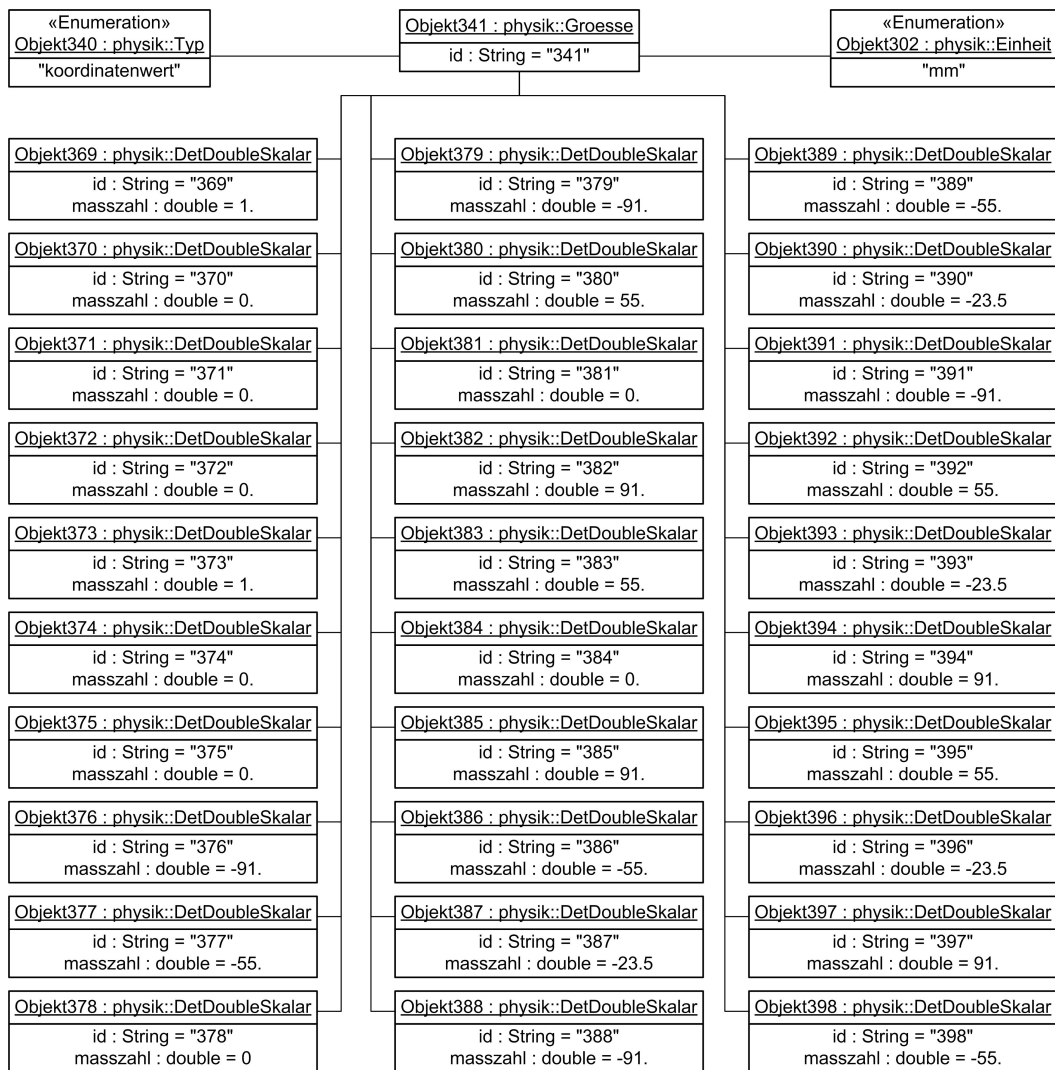 «Enumeration»
Objekt340 : physik::Typ
"koordinatenwert"
Objekt341 : physik::Groesse
id : String = "341"
«Enumeration»
Objekt302 : physik::Einheit
"mm"
Objekt369 : physik::DetDoubleSkalar
id : String = "369"
masszahl : double = 1.
Objekt370 : physik::DetDoubleSkalar
id : String = "370"
masszahl : double = 0.
Objekt371 : physik::DetDoubleSkalar
id : String = "371"
masszahl : double = 0.
Objekt372 : physik::DetDoubleSkalar
id : String = "372"
masszahl : double = 0.
Objekt373 : physik::DetDoubleSkalar
id : String = "373"
masszahl : double = 1.
Objekt374 : physik::DetDoubleSkalar
id : String = "374"
masszahl : double = 0.
Objekt375 : physik::DetDoubleSkalar
id : String = "375"
masszahl : double = 0.
Objekt376 : physik::DetDoubleSkalar
id : String = "376"
masszahl : double = -91.
Objekt377 : physik::DetDoubleSkalar
id : String = "377"
masszahl : double = -55.
Objekt378 : physik::DetDoubleSkalar
id : String = "378"
masszahl : double = 0
Objekt379 : physik::DetDoubleSkalar
id : String = "379"
masszahl : double = -91.
Objekt380 : physik::DetDoubleSkalar
id : String = "380"
masszahl : double = 55.
Objekt381 : physik::DetDoubleSkalar
id : String = "381"
masszahl : double = 0.
Objekt382 : physik::DetDoubleSkalar
id : String = "382"
masszahl : double = 91.
Objekt383 : physik::DetDoubleSkalar
id : String = "383"
masszahl : double = 55.
Objekt384 : physik::DetDoubleSkalar
id : String = "384"
masszahl : double = 0.
Objekt385 : physik::DetDoubleSkalar
id : String = "385"
masszahl : double = 91.
Objekt386 : physik::DetDoubleSkalar
id : String = "386"
masszahl : double = -55.
Objekt387 : physik::DetDoubleSkalar
id : String = "387"
masszahl : double = -23.5
Objekt388 : physik::DetDoubleSkalar
id : String = "388"
masszahl : double = -91.
Objekt389 : physik::DetDoubleSkalar
id : String = "389"
masszahl : double = -55.
Objekt390 : physik::DetDoubleSkalar
id : String = "390"
masszahl : double = -23.5
Objekt391 : physik::DetDoubleSkalar
id : String = "391"
masszahl : double = -91.
Objekt392 : physik::DetDoubleSkalar
id : String = "392"
masszahl : double = 55.
Objekt393 : physik::DetDoubleSkalar
id : String = "393"
masszahl : double = -23.5
Objekt394 : physik::DetDoubleSkalar
id : String = "394"
masszahl : double = 91.
Objekt395 : physik::DetDoubleSkalar
id : String = "395"
masszahl : double = 55.
Objekt396 : physik::DetDoubleSkalar
id : String = "396"
masszahl : double = -23.5
Objekt397 : physik::DetDoubleSkalar
id : String = "397"
masszahl : double = 91.
Objekt398 : physik::DetDoubleSkalar
id : String = "398"
masszahl : double = -55.